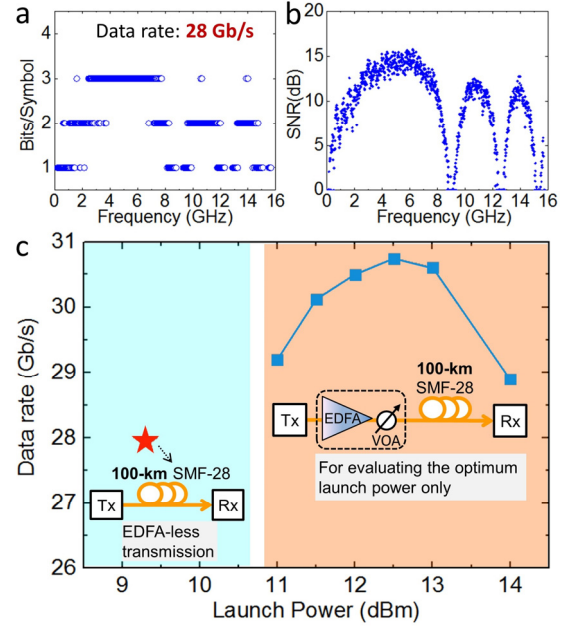 a
Data rate: 28 Gb/s
Bits/Symbol
4
3
2
1
0 2 4 6 8 10 12 14 16
Frequency (GHz)
b
SNR(dB)
20
15
10
5
0
0 2 4 6 8 10 12 14 16
Frequency (GHz)
c
Data rate (Gb/s)
31
30
29
28
27
26
100-km
SMF-28
Tx
EDFA
VOA
Rx
For evaluating the optimum
launch power only
100-km SMF-28
Tx
Rx
EDFA-less
transmission
9 10 11 12 13 14
Launch Power (dBm)